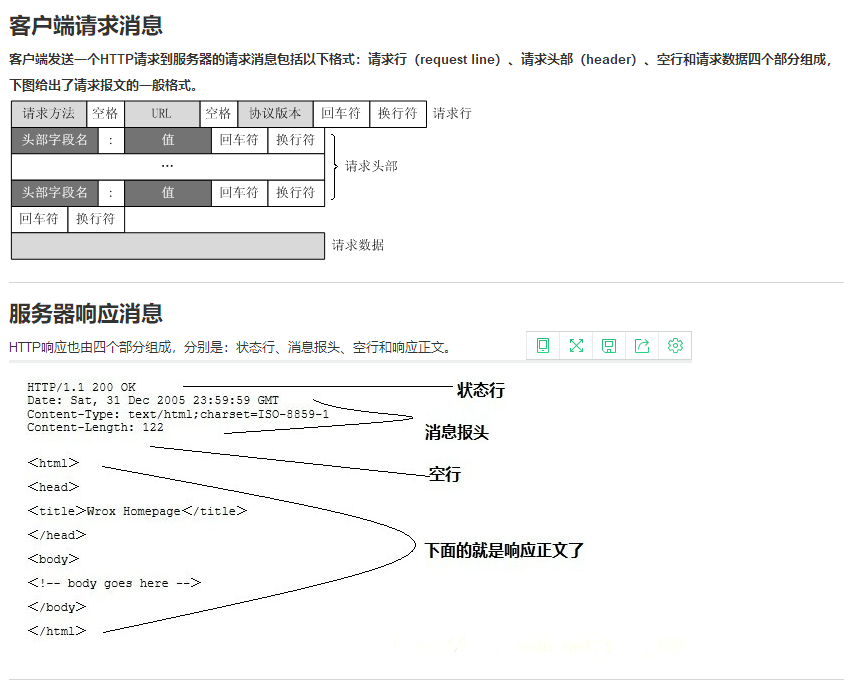 客户端请求消息
客户端发送一个HTTP请求到服务器的请求消息包括以下格式：请求行（request line）、请求头部（header）、空行和请求数据四个部分组成，
下图给出了请求报文的一般格式。
请求方法 空格 URL 空格 协议版本 回车符 换行符 请求行
头部字段名 : 值 回车符 换行符
... 请求头部
头部字段名 : 值 回车符 换行符
回车符 换行符
请求数据
服务器响应消息
HTTP响应也由四个部分组成，分别是：状态行、消息报头、空行和响应正文。
HTTP/1.1 200 OK 状态行
Date: Sat, 31 Dec 2005 23:59:59 GMT
Content-Type: text/html;charset=ISO-8859-1
Content-Length: 122 消息报头
空行
<html>
<head>
<title>Wrox Homepage</title>
</head>
下面的就是响应正文了
<body>
<!-- body goes here -->
</body>
</html>